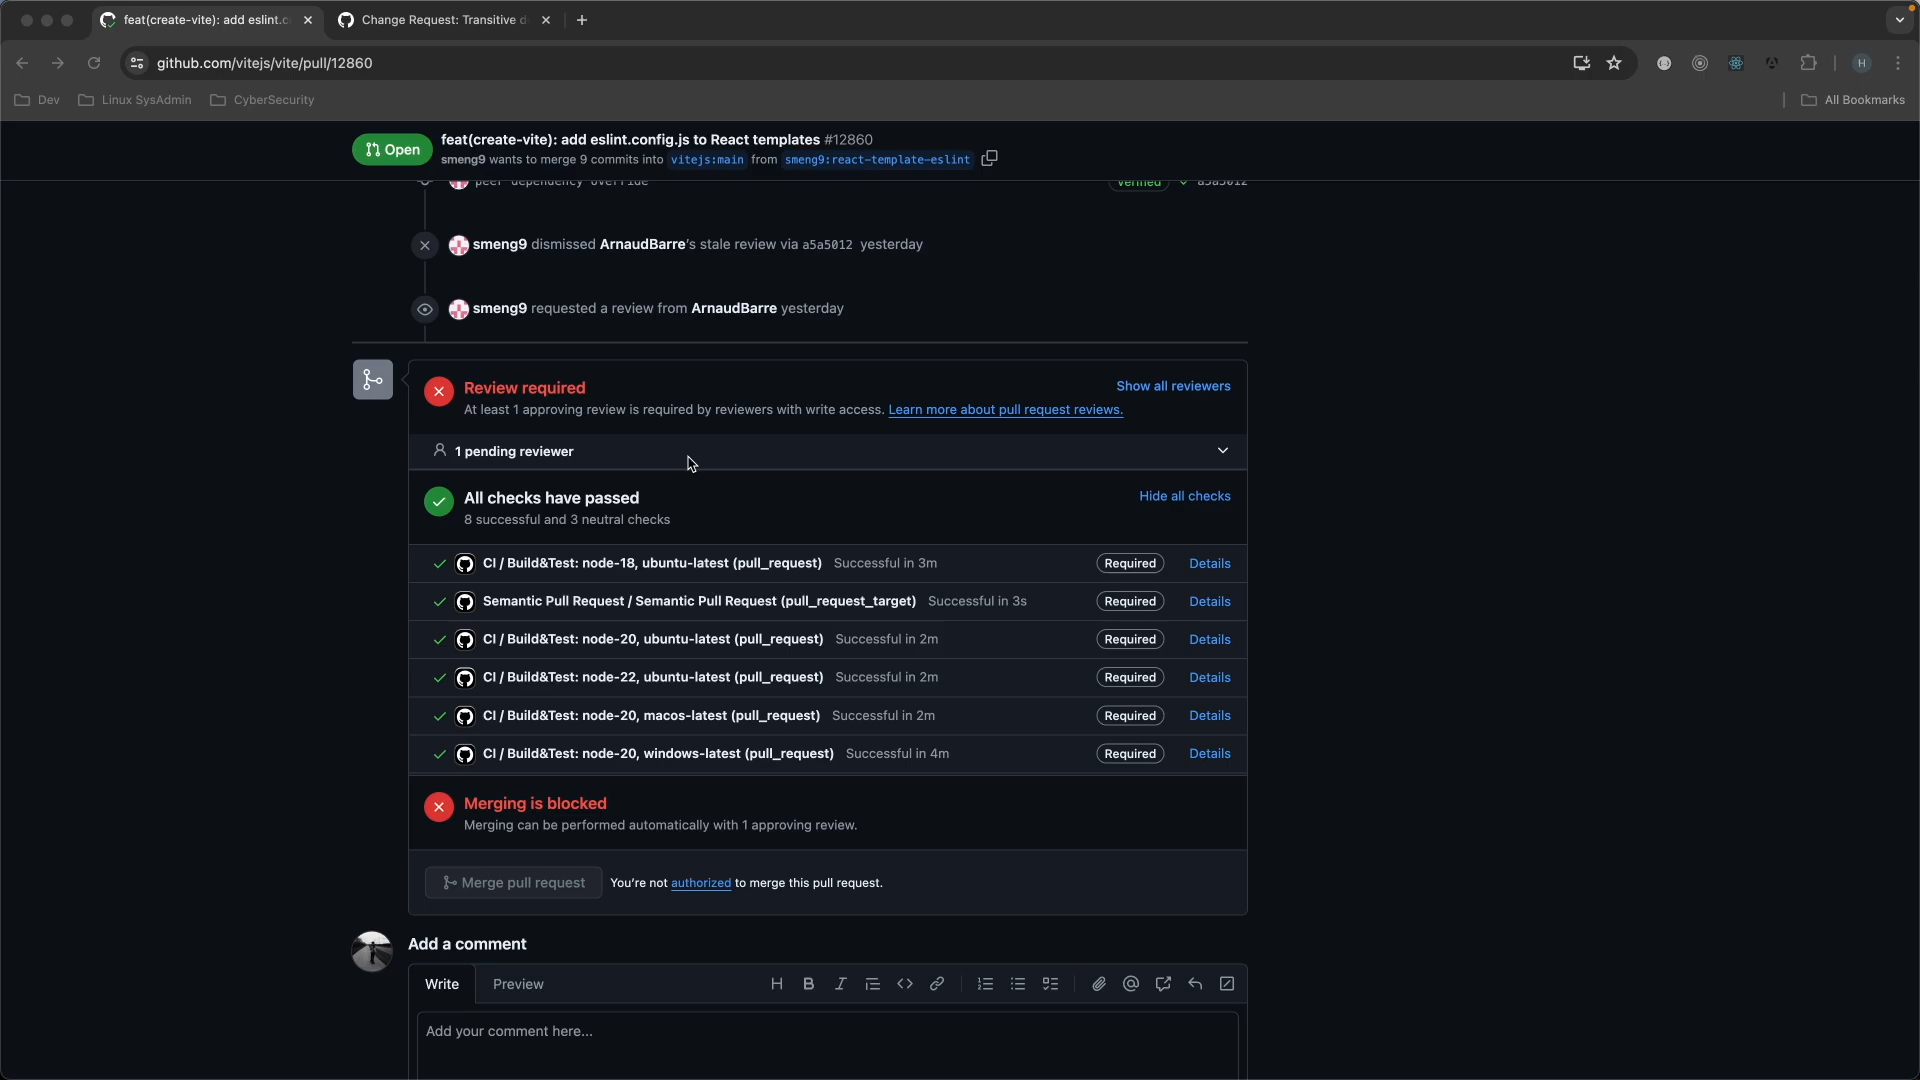 feat(create-vite): add eslint.c
Change Request: Transitive d
github.com/vitejs/vite/pull/12860
H
Dev
Linux SysAdmin
CyberSecurity
All Bookmarks
Open
feat(create-vite): add eslint.config.js to React templates #12860
smeng9 wants to merge 9 commits into vitejs:main from smeng9:react-template-eslint
peer dependency override
Verified
a5a5012
smeng9 dismissed ArnaudBarre's stale review via a5a5012 yesterday
smeng9 requested a review from ArnaudBarre yesterday
Review required
Show all reviewers
At least 1 approving review is required by reviewers with write access. Learn more about pull request reviews.
1 pending reviewer
All checks have passed
Hide all checks
8 successful and 3 neutral checks
CI / Build&Test: node-18, ubuntu-latest (pull_request) Successful in 3m Required Details
Semantic Pull Request / Semantic Pull Request (pull_request_target) Successful in 3s Required Details
CI / Build&Test: node-20, ubuntu-latest (pull_request) Successful in 2m Required Details
CI / Build&Test: node-22, ubuntu-latest (pull_request) Successful in 2m Required Details
CI / Build&Test: node-20, macos-latest (pull_request) Successful in 2m Required Details
CI / Build&Test: node-20, windows-latest (pull_request) Successful in 4m Required Details
Merging is blocked
Merging can be performed automatically with 1 approving review.
Merge pull request
You're not authorized to merge this pull request.
Add a comment
Write
Preview
Add your comment here...